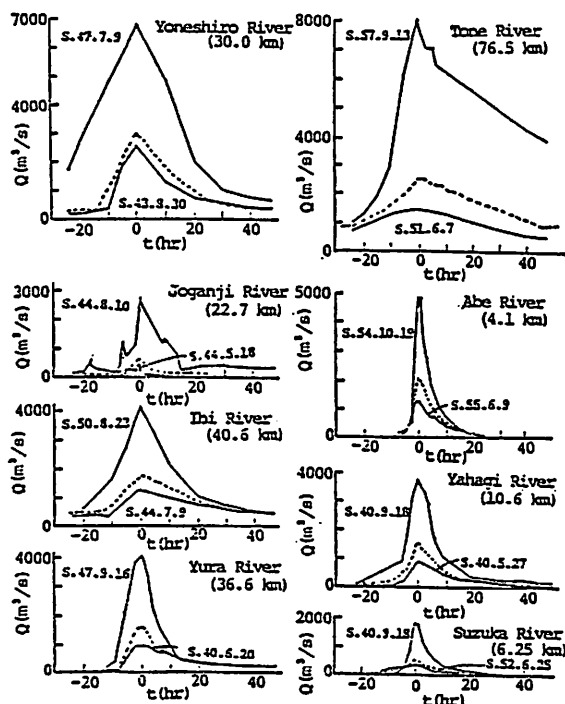 Yoneshiro River
(30.0 km)
S.47.7.9
S.43.8.30
7000
4000
0
Q(m³/s)
-20 0 20 40
t(hr)
Tone River
(76.5 km)
S.57.9.13
S.51.6.7
8000
4000
0
Q(m³/s)
-20 0 20 40
t(hr)
Joganji River
(22.7 km)
S.44.8.10
S.44.5.18
3000
0
Q(m³/s)
-20 0 20 40
t(hr)
Abe River
(4.1 km)
S.54.10.19
S.55.6.9
5000
0
Q(m³/s)
-20 0 20 40
t(hr)
Ibi River
(40.6 km)
S.50.8.23
S.44.7.9
4000
0
Q(m³/s)
-20 0 20 40
t(hr)
Yahagi River
(10.6 km)
S.40.9.18
S.40.5.27
4000
0
Q(m³/s)
-20 0 20 40
t(hr)
Yura River
(36.6 km)
S.47.9.16
S.40.6.20
4000
0
Q(m³/s)
-20 0 20 40
t(hr)
Suzuka River
(6.25 km)
S.40.9.18
S.52.6.25
2000
0
Q(m³/s)
-20 0 20 40
t(hr)